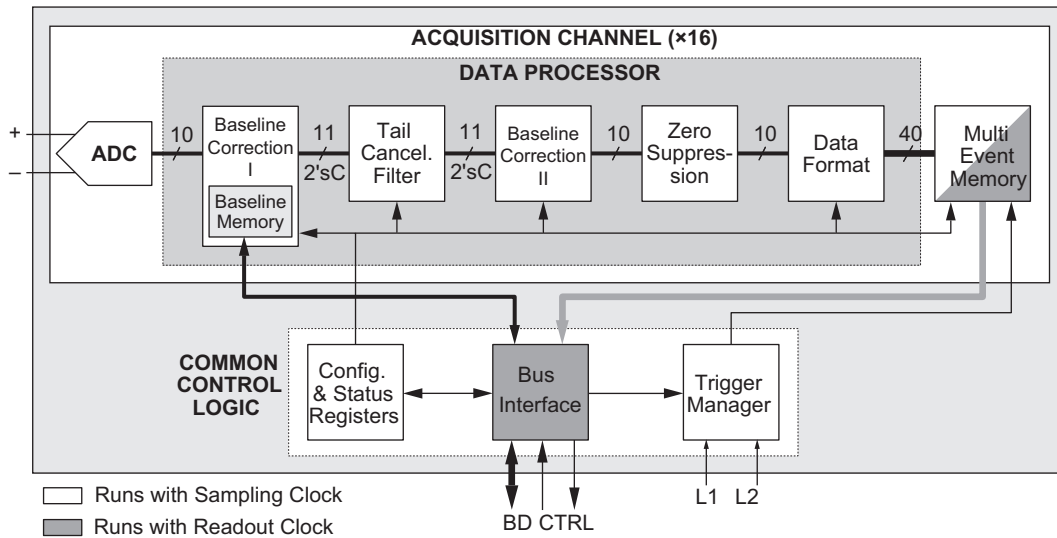 ACQUISITION CHANNEL (×16)
DATA PROCESSOR
+
–
ADC
10
Baseline
Correction
I
Baseline
Memory
11
2'sC
Tail
Cancel.
Filter
11
2'sC
Baseline
Correction
II
10
Zero
Suppres-
sion
10
Data
Format
40
Multi
Event
Memory
COMMON
CONTROL
LOGIC
Config.
& Status
Registers
Bus
Interface
Trigger
Manager
L1 L2
BD CTRL
Runs with Sampling Clock
Runs with Readout Clock